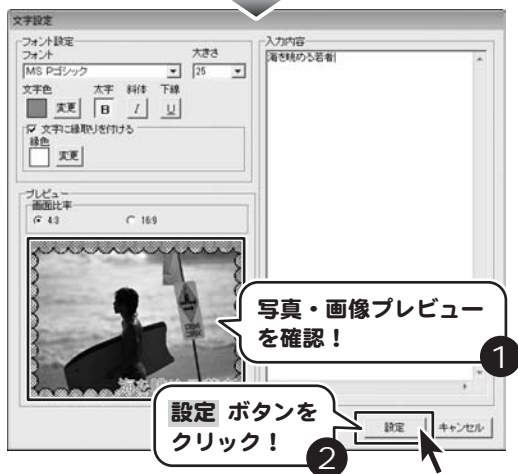 文字設定
フォント設定
フォント
大きさ
MS Pゴシック
25
文字色
太字
斜体
下線
変更
B
I
U
文字に縁取りを付ける
縁色
変更
プレビュー
画面比率
4:3
16:9
入力内容
海を眺める若者
写真・画像プレビュー
を確認！
1
設定 ボタンを
クリック！
2
設定
キャンセル